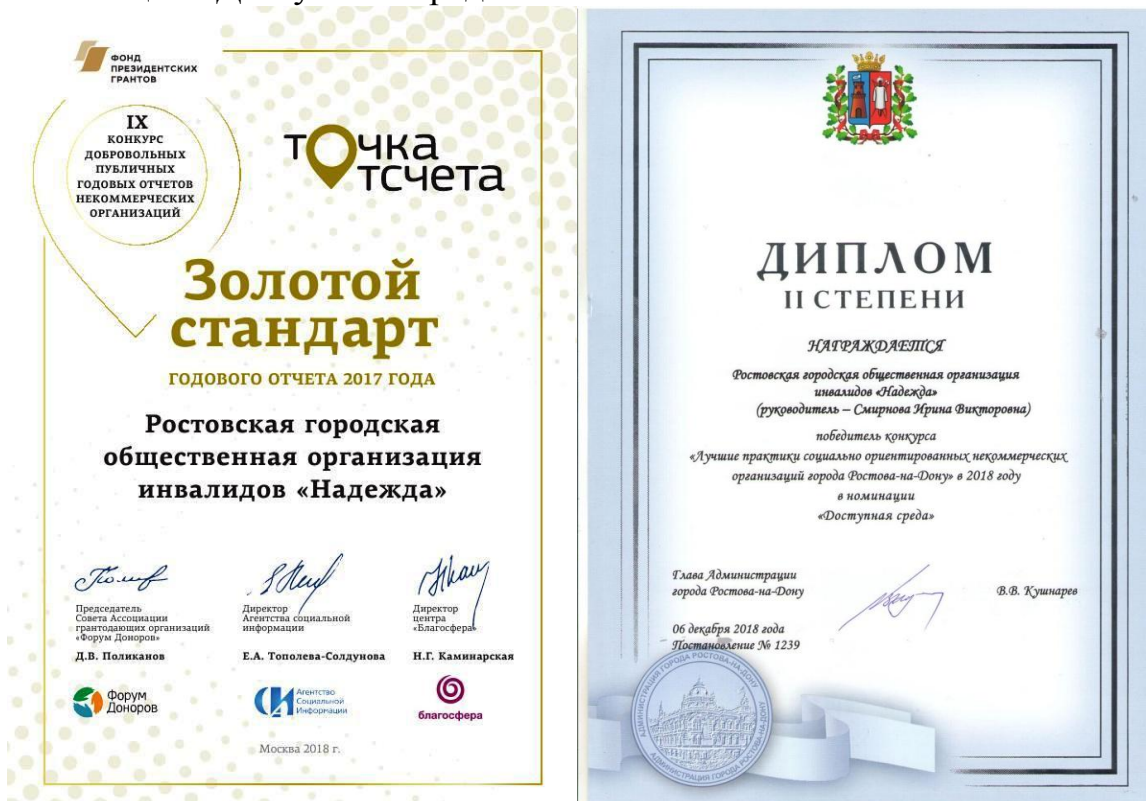 ФОНД
ПРЕЗИДЕНТСКИХ
ГРАНТОВ
IX
КОНКУРС
ДОБРОВОЛЬНЫХ
ПУБЛИЧНЫХ
ГОДОВЫХ ОТЧЕТОВ
НЕКОММЕРЧЕСКИХ
ОРГАНИЗАЦИЙ
точка
отсчета
Золотой
стандарт
ГОДОВОГО ОТЧЕТА 2017 ГОДА
Ростовская городская
общественная организация
инвалидов «Надежда»
Председатель
Совета Ассоциации
грантодающих организаций
«Форум Доноров»
Д.В. Поликанов
Директор
Агентства социальной
информации
Е.А. Тополева-Солдунова
Директор
центра
«Благосфера»
Н.Г. Каминарская
Форум
Доноров
Агентство
Социальной
Информации
благосфера
Москва 2018 г.
ДИПЛОМ
II СТЕПЕНИ
НАГРАЖДАЕТСЯ
Ростовская городская общественная организация
инвалидов «Надежда»
(руководитель – Смирнова Ирина Викторовна)
победитель конкурса
«Лучшие практики социально ориентированных некоммерческих
организаций города Ростова-на-Дону» в 2018 году
в номинации
«Доступная среда»
Глава Администрации
города Ростова-на-Дону
В.В. Кушнарев
06 декабря 2018 года
Постановление № 1239
АДМИНИСТРАЦИЯ ГОРОДА РОСТОВА-НА-ДОНУ
АДМИНИСТРАЦИЯ ГОРОДА РОСТОВА-НА-ДОНУ